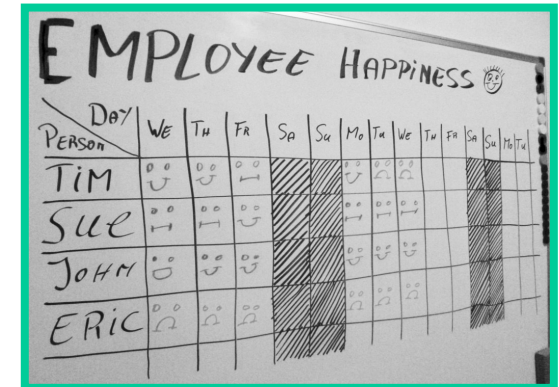 EMPLOYEE HAPPINESS
DAY
PERSON
WE TH FR SA SU MO TU WE TH FR SA SU MO TU
TiM
SUE
JOHN
ERiC